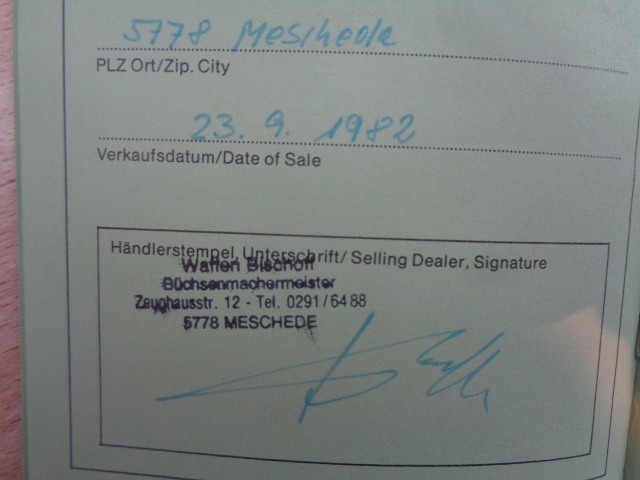 5778 Meschede
PLZ Ort/Zip. City
23. 9. 1982
Verkaufsdatum/Date of Sale
Händlerstempel, Unterschrift/ Selling Dealer, Signature
Waffen Bischoff
Büchsenmachermeister
Zeughausstr. 12 - Tel. 0291/6488
5778 MESCHEDE